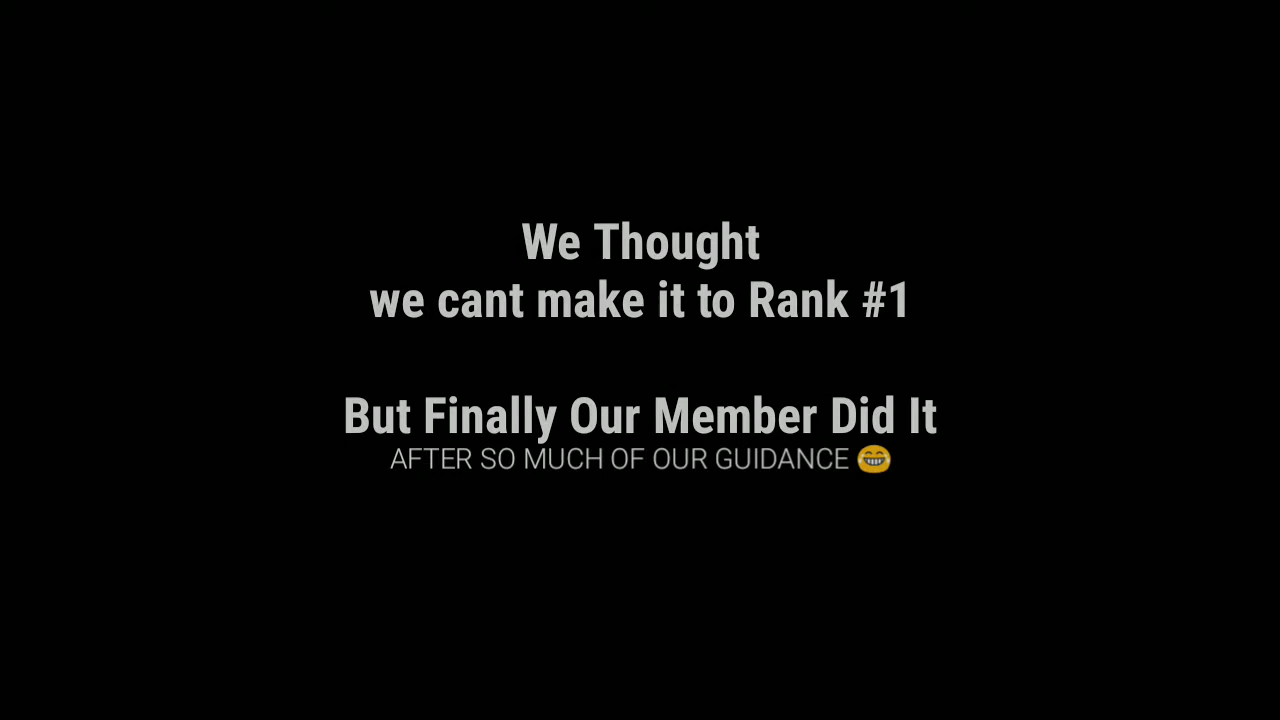 We Thought
we cant make it to Rank #1
But Finally Our Member Did It
AFTER SO MUCH OF OUR GUIDANCE 😂